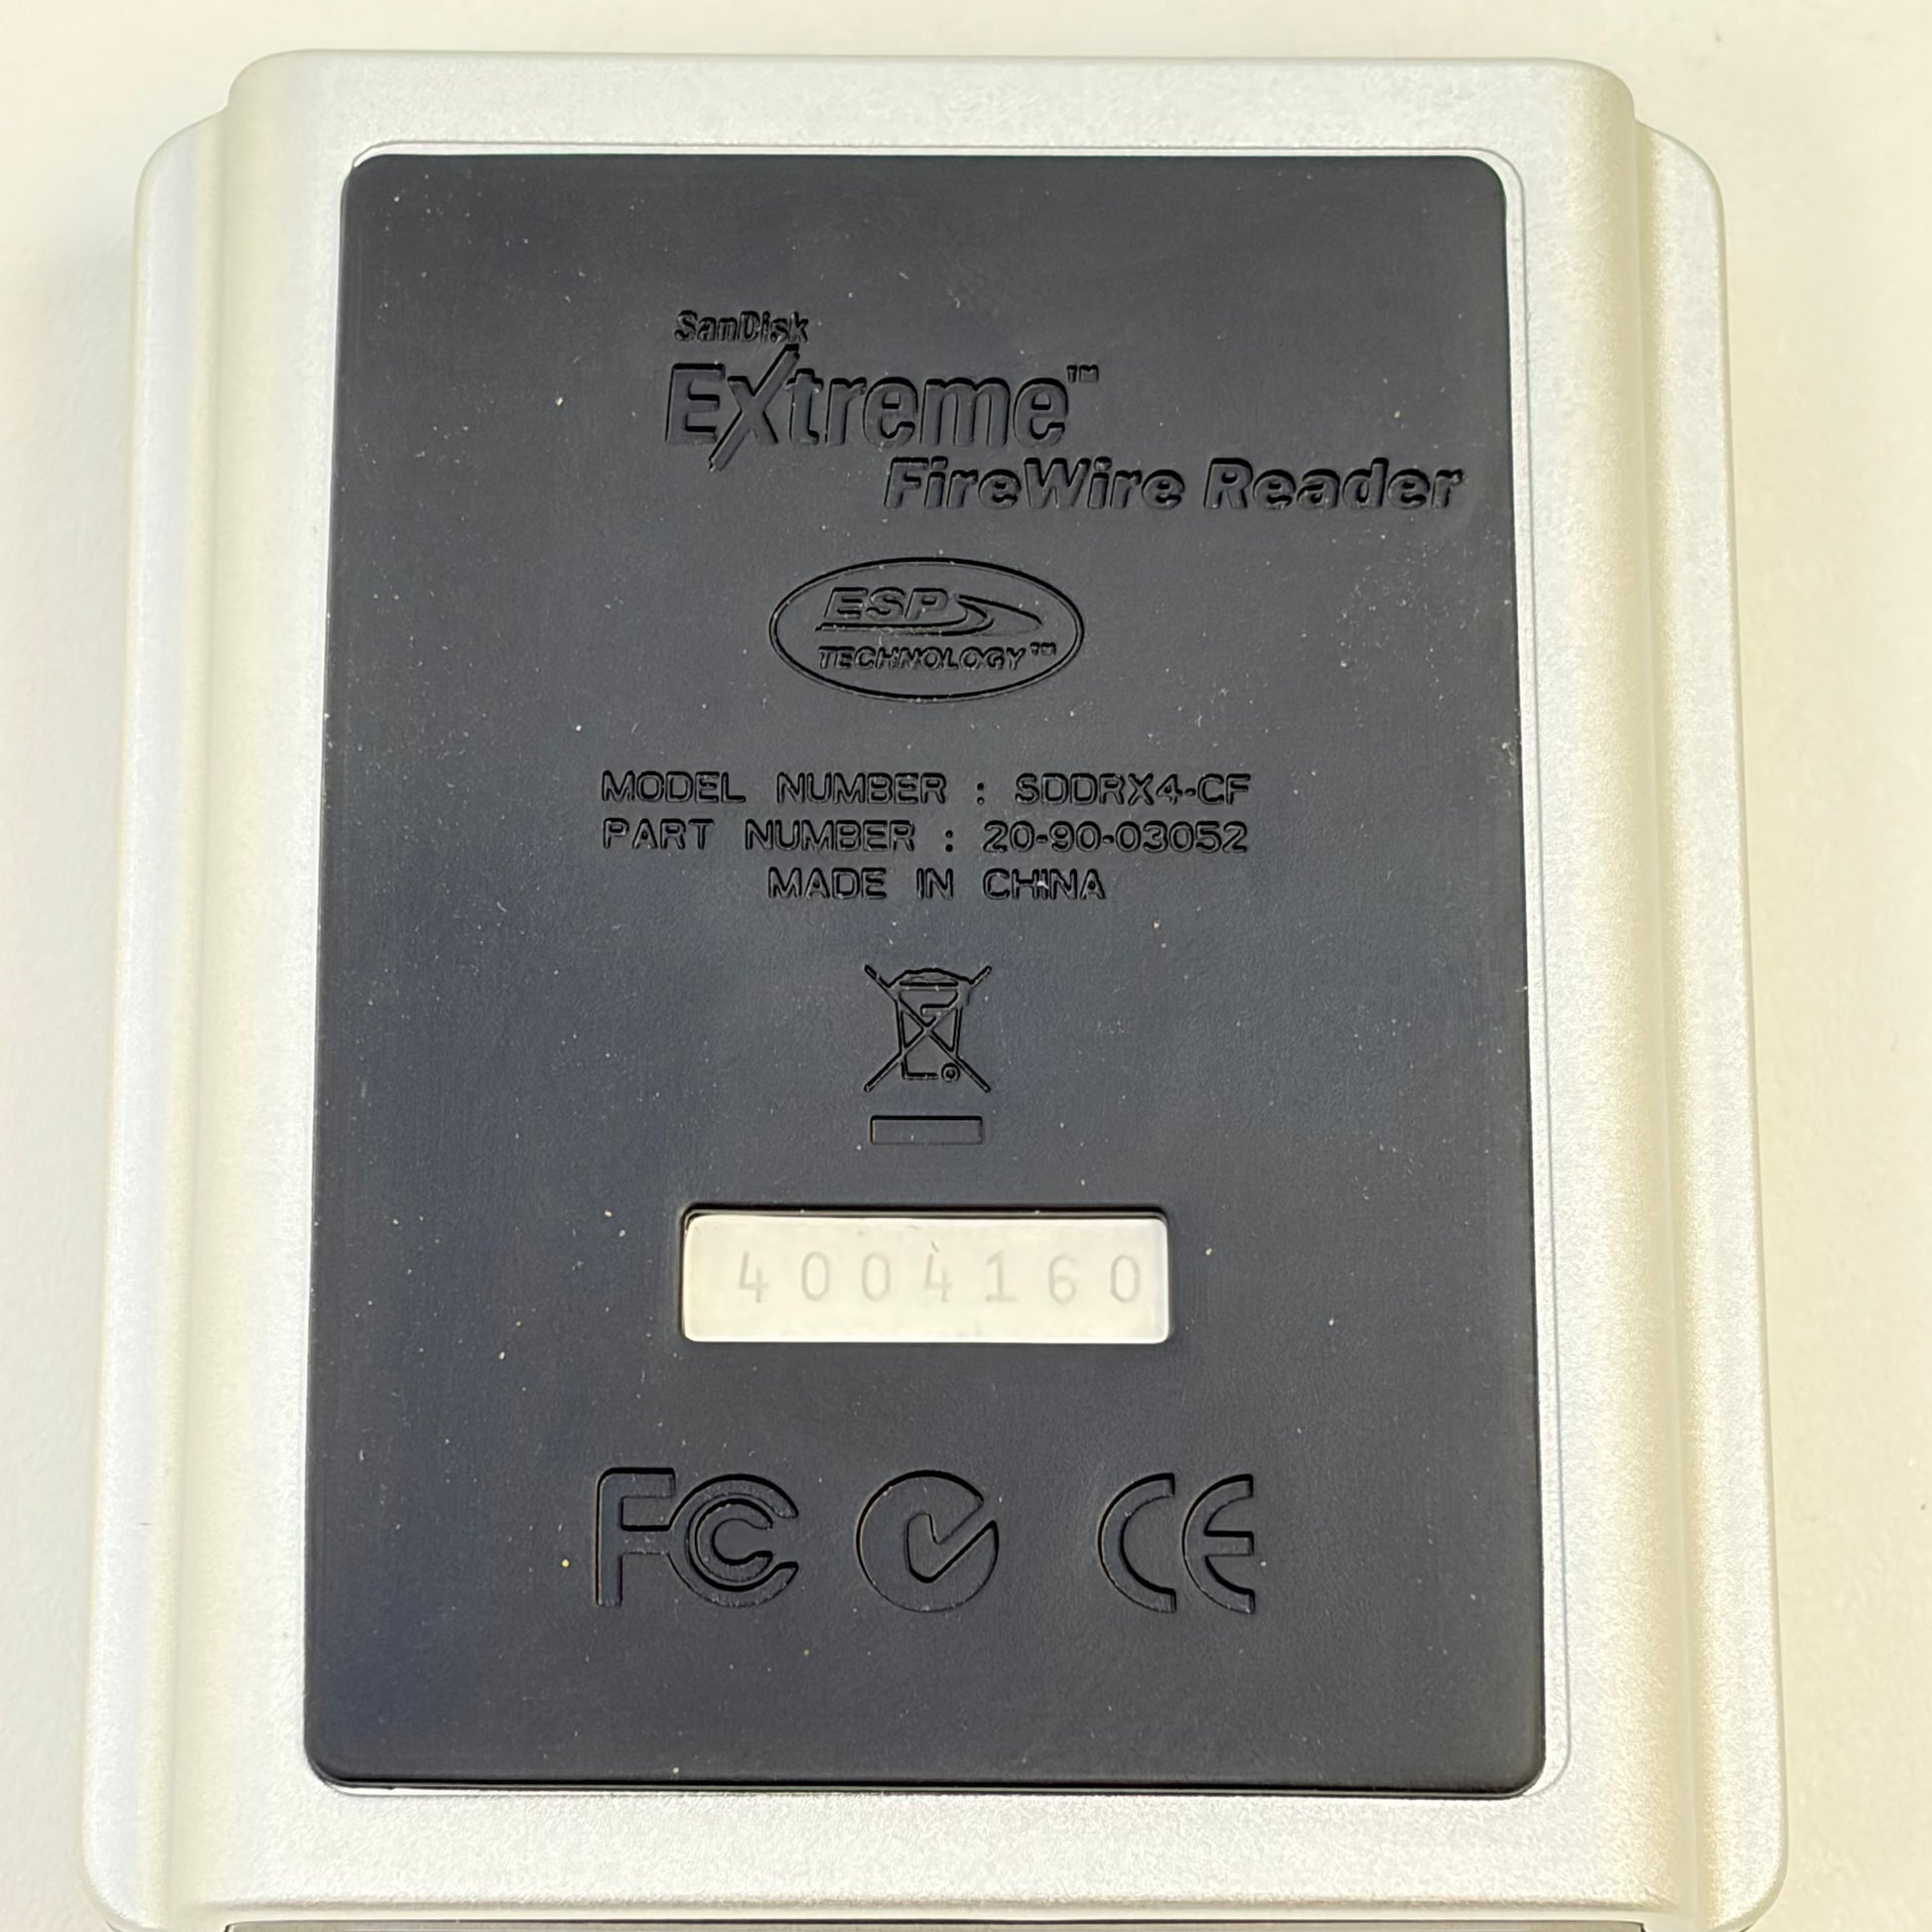 SanDisk
Extreme™
FireWire Reader
ESP
TECHNOLOGY™
MODEL NUMBER : SDDRX4-CF
PART NUMBER : 20-90-03052
MADE IN CHINA
4004160
FC CE